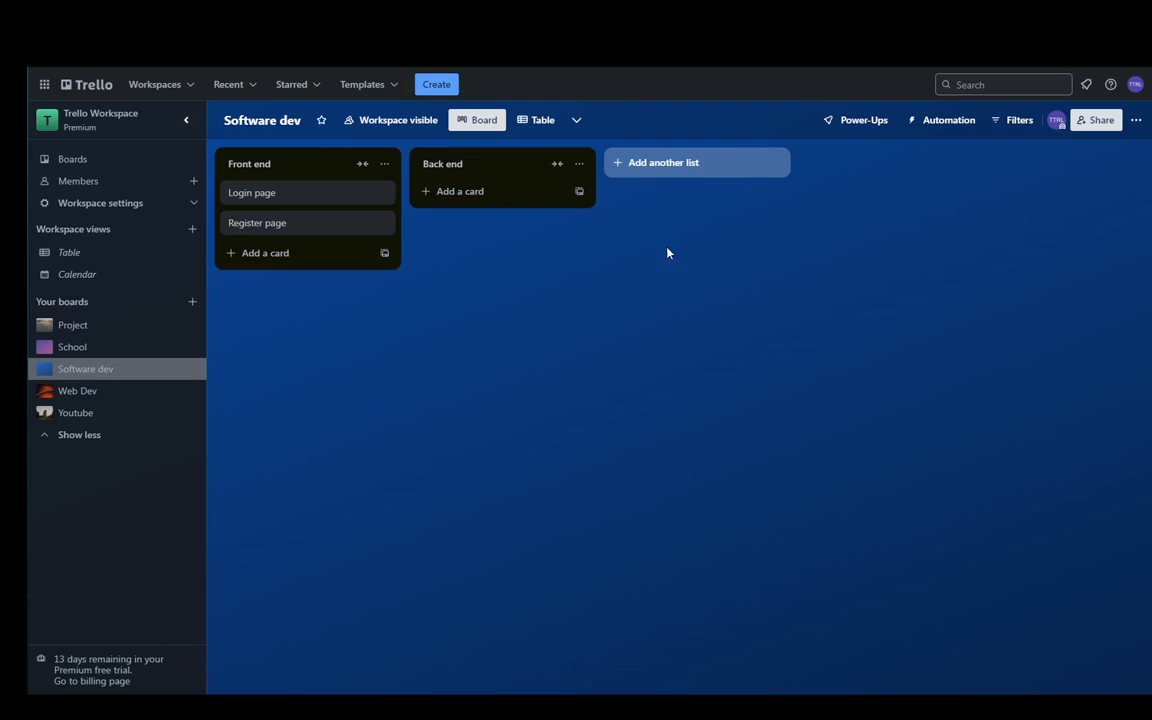 Trello Workspaces Recent Starred Templates Create Search TTRL
T Trello Workspace
Premium
Software dev Workspace visible Board Table Power-Ups Automation Filters TTRL Share
Boards
Members
Workspace settings
Workspace views
Table
Calendar
Your boards
Project
School
Software dev
Web Dev
Youtube
Show less
13 days remaining in your
Premium free trial.
Go to billing page
Front end
Login page
Register page
+ Add a card
Back end
+ Add a card
+ Add another list